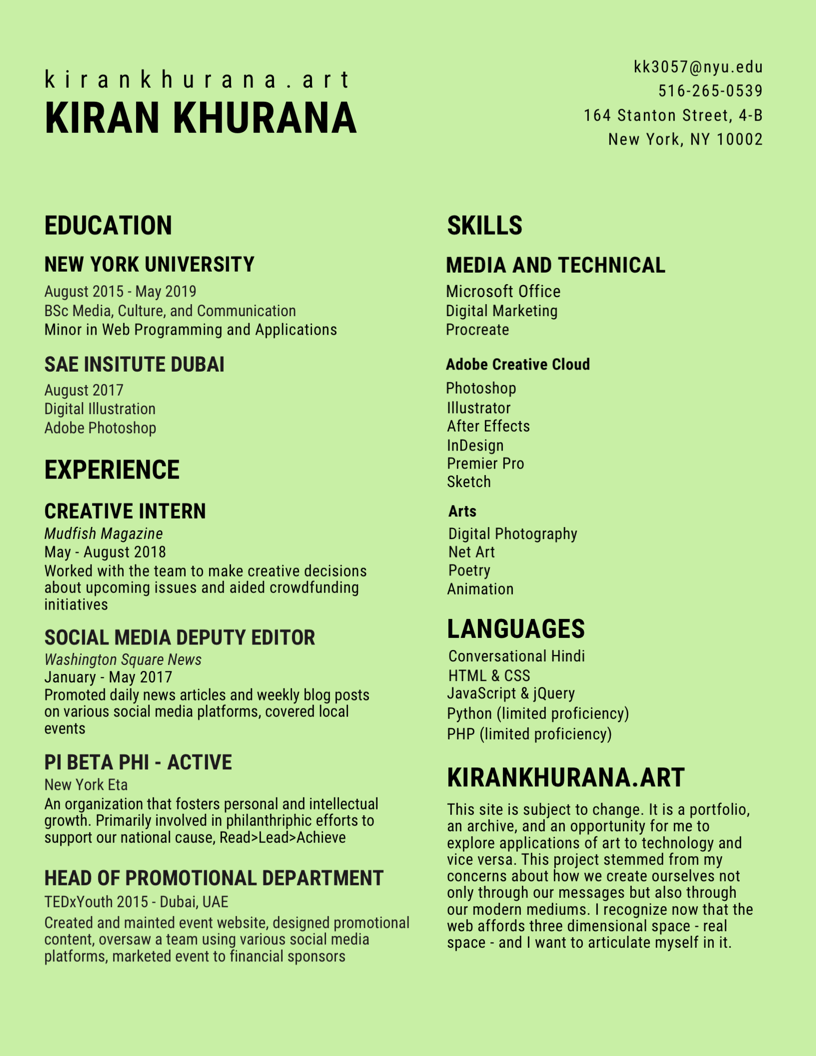 kirankhurana.art
KIRAN KHURANA
kk3057@nyu.edu
516-265-0539
164 Stanton Street, 4-B
New York, NY 10002
EDUCATION
NEW YORK UNIVERSITY
August 2015 - May 2019
BSc Media, Culture, and Communication
Minor in Web Programming and Applications
SAE INSITUTE DUBAI
August 2017
Digital Illustration
Adobe Photoshop
EXPERIENCE
CREATIVE INTERN
Mudfish Magazine
May - August 2018
Worked with the team to make creative decisions
about upcoming issues and aided crowdfunding
initiatives
SOCIAL MEDIA DEPUTY EDITOR
Washington Square News
January - May 2017
Promoted daily news articles and weekly blog posts
on various social media platforms, covered local
events
PI BETA PHI - ACTIVE
New York Eta
An organization that fosters personal and intellectual
growth. Primarily involved in philanthriphic efforts to
support our national cause, Read>Lead>Achieve
HEAD OF PROMOTIONAL DEPARTMENT
TEDxYouth 2015 - Dubai, UAE
Created and mainted event website, designed promotional
content, oversaw a team using various social media
platforms, marketed event to financial sponsors
SKILLS
MEDIA AND TECHNICAL
Microsoft Office
Digital Marketing
Procreate
Adobe Creative Cloud
Photoshop
Illustrator
After Effects
InDesign
Premier Pro
Sketch
Arts
Digital Photography
Net Art
Poetry
Animation
LANGUAGES
Conversational Hindi
HTML & CSS
JavaScript & jQuery
Python (limited proficiency)
PHP (limited proficiency)
KIRANKHURANA.ART
This site is subject to change. It is a portfolio,
an archive, and an opportunity for me to
explore applications of art to technology and
vice versa. This project stemmed from my
concerns about how we create ourselves not
only through our messages but also through
our modern mediums. I recognize now that the
web affords three dimensional space - real
space - and I want to articulate myself in it.